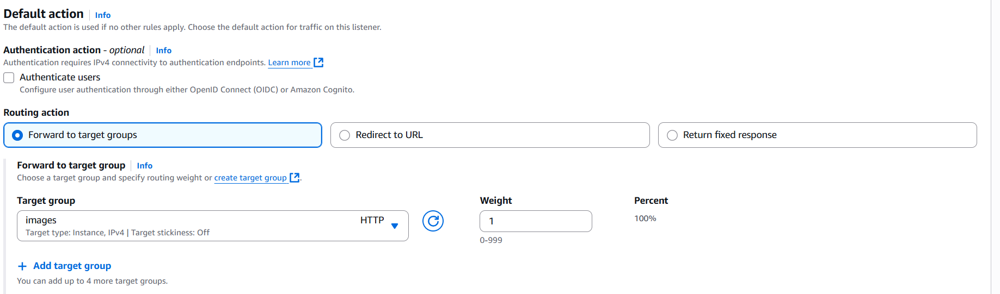 Default action Info
The default action is used if no other rules apply. Choose the default action for traffic on this listener.
Authentication action - optional Info
Authentication requires IPv4 connectivity to authentication endpoints. Learn more
Authenticate users
Configure user authentication through either OpenID Connect (OIDC) or Amazon Cognito.
Routing action
Forward to target groups Redirect to URL Return fixed response
Forward to target group Info
Choose a target group and specify routing weight or create target group.
Target group Weight Percent
images HTTP 1 100%
Target type: Instance, IPv4 | Target stickiness: Off
0-999
+ Add target group
You can add up to 4 more target groups.